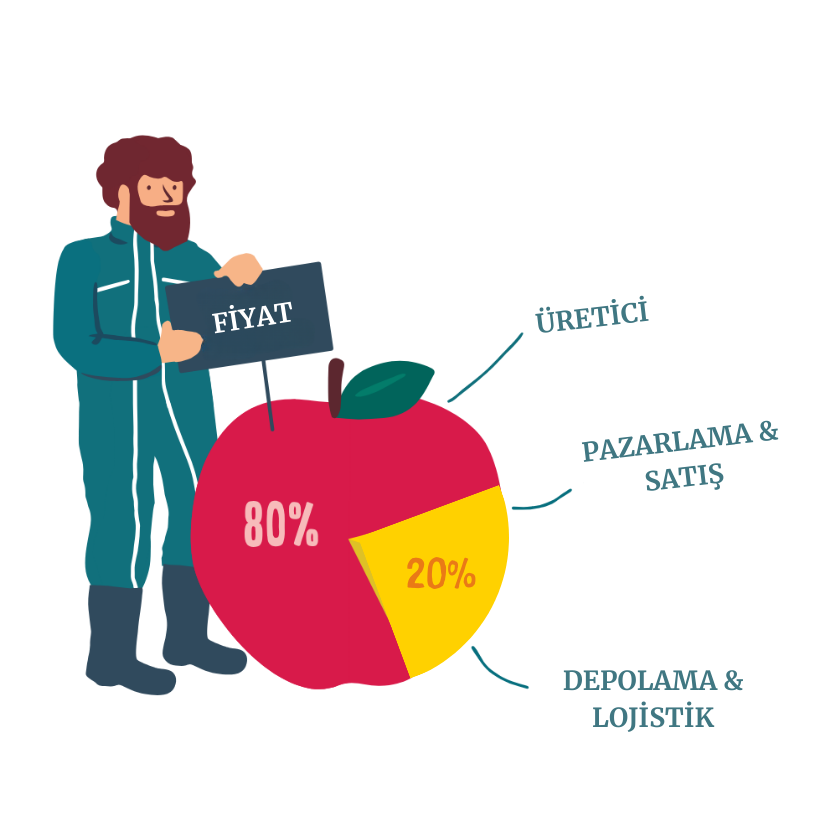 FİYAT
ÜRETİCİ
PAZARLAMA &
SATIŞ
80%
20%
DEPOLAMA &
LOJİSTİK